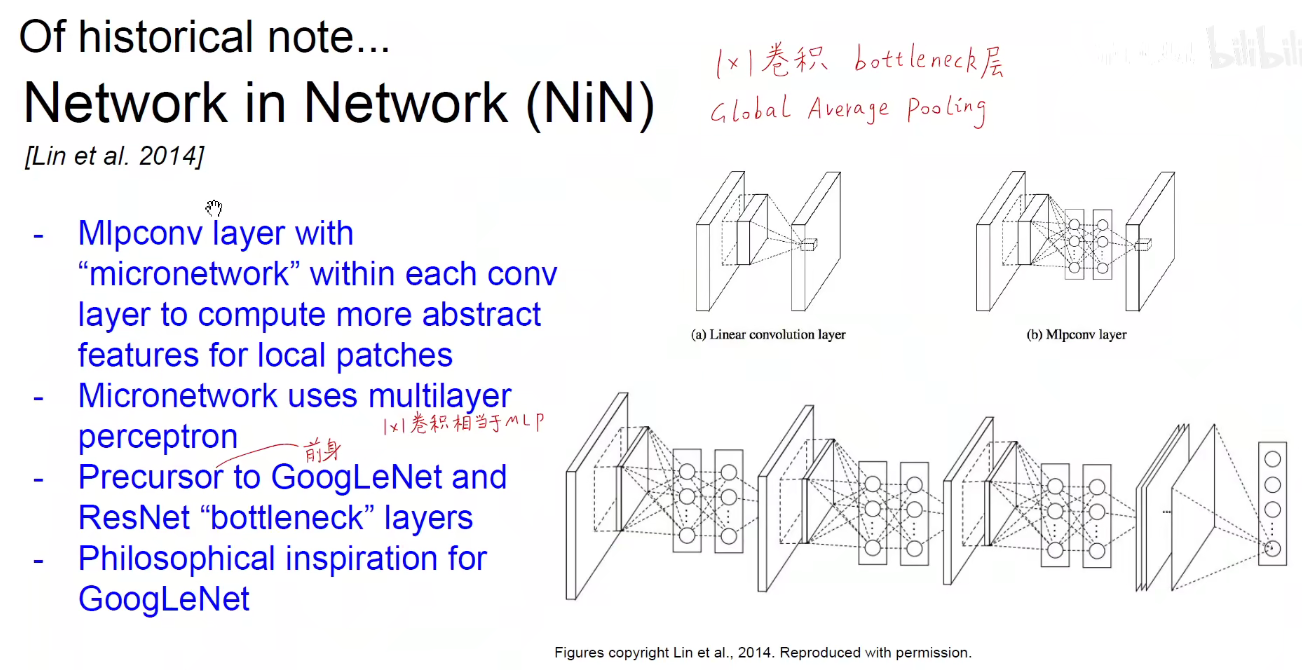 Of historical note...
Network in Network (NiN)
[Lin et al. 2014]
1×1卷积 bottleneck层
Global Average Pooling
bilibili
- Mlpconv layer with
“micronetwork” within each conv
layer to compute more abstract
features for local patches
- Micronetwork uses multilayer
perceptron
1×1卷积相当于MLP
前身
- Precursor to GoogLeNet and
ResNet “bottleneck” layers
- Philosophical inspiration for
GoogLeNet
(a) Linear convolution layer
(b) Mlpconv layer
Figures copyright Lin et al., 2014. Reproduced with permission.